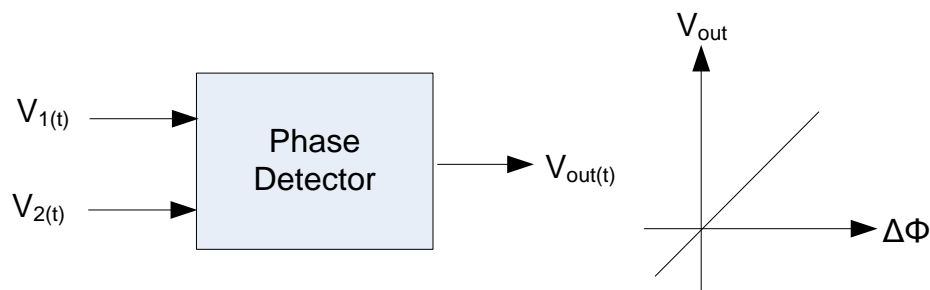 V1(t)
V2(t)
Phase
Detector
Vout(t)
Vout
ΔΦ